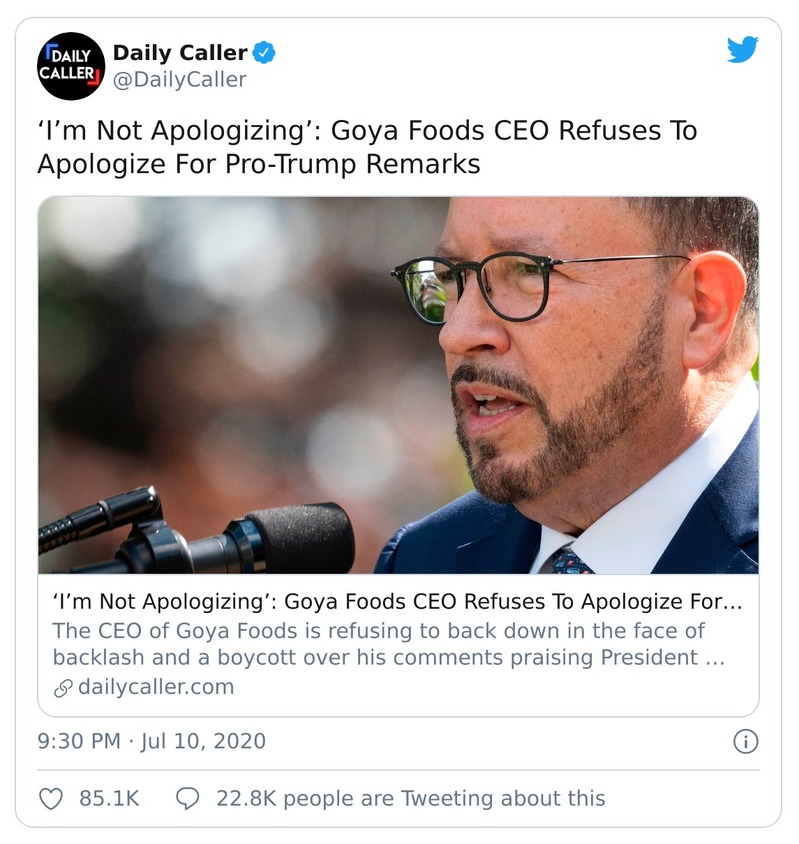 DAILY
CALLER
Daily Caller
@DailyCaller
‘I’m Not Apologizing’: Goya Foods CEO Refuses To
Apologize For Pro-Trump Remarks
‘I’m Not Apologizing’: Goya Foods CEO Refuses To Apologize For...
The CEO of Goya Foods is refusing to back down in the face of
backlash and a boycott over his comments praising President ...
dailycaller.com
9:30 PM · Jul 10, 2020
85.1K
22.8K people are Tweeting about this